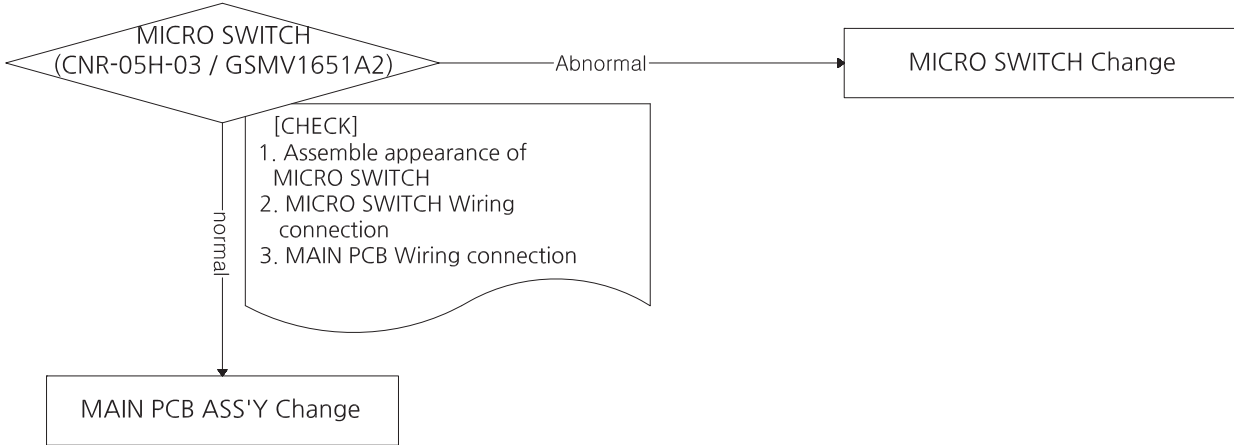 MICRO SWITCH
(CNR-05H-03 / GSMV1651A2)
Abnormal
MICRO SWITCH Change
[CHECK]
1. Assemble appearance of
MICRO SWITCH
2. MICRO SWITCH Wiring
connection
3. MAIN PCB Wiring connection
normal
MAIN PCB ASS'Y Change